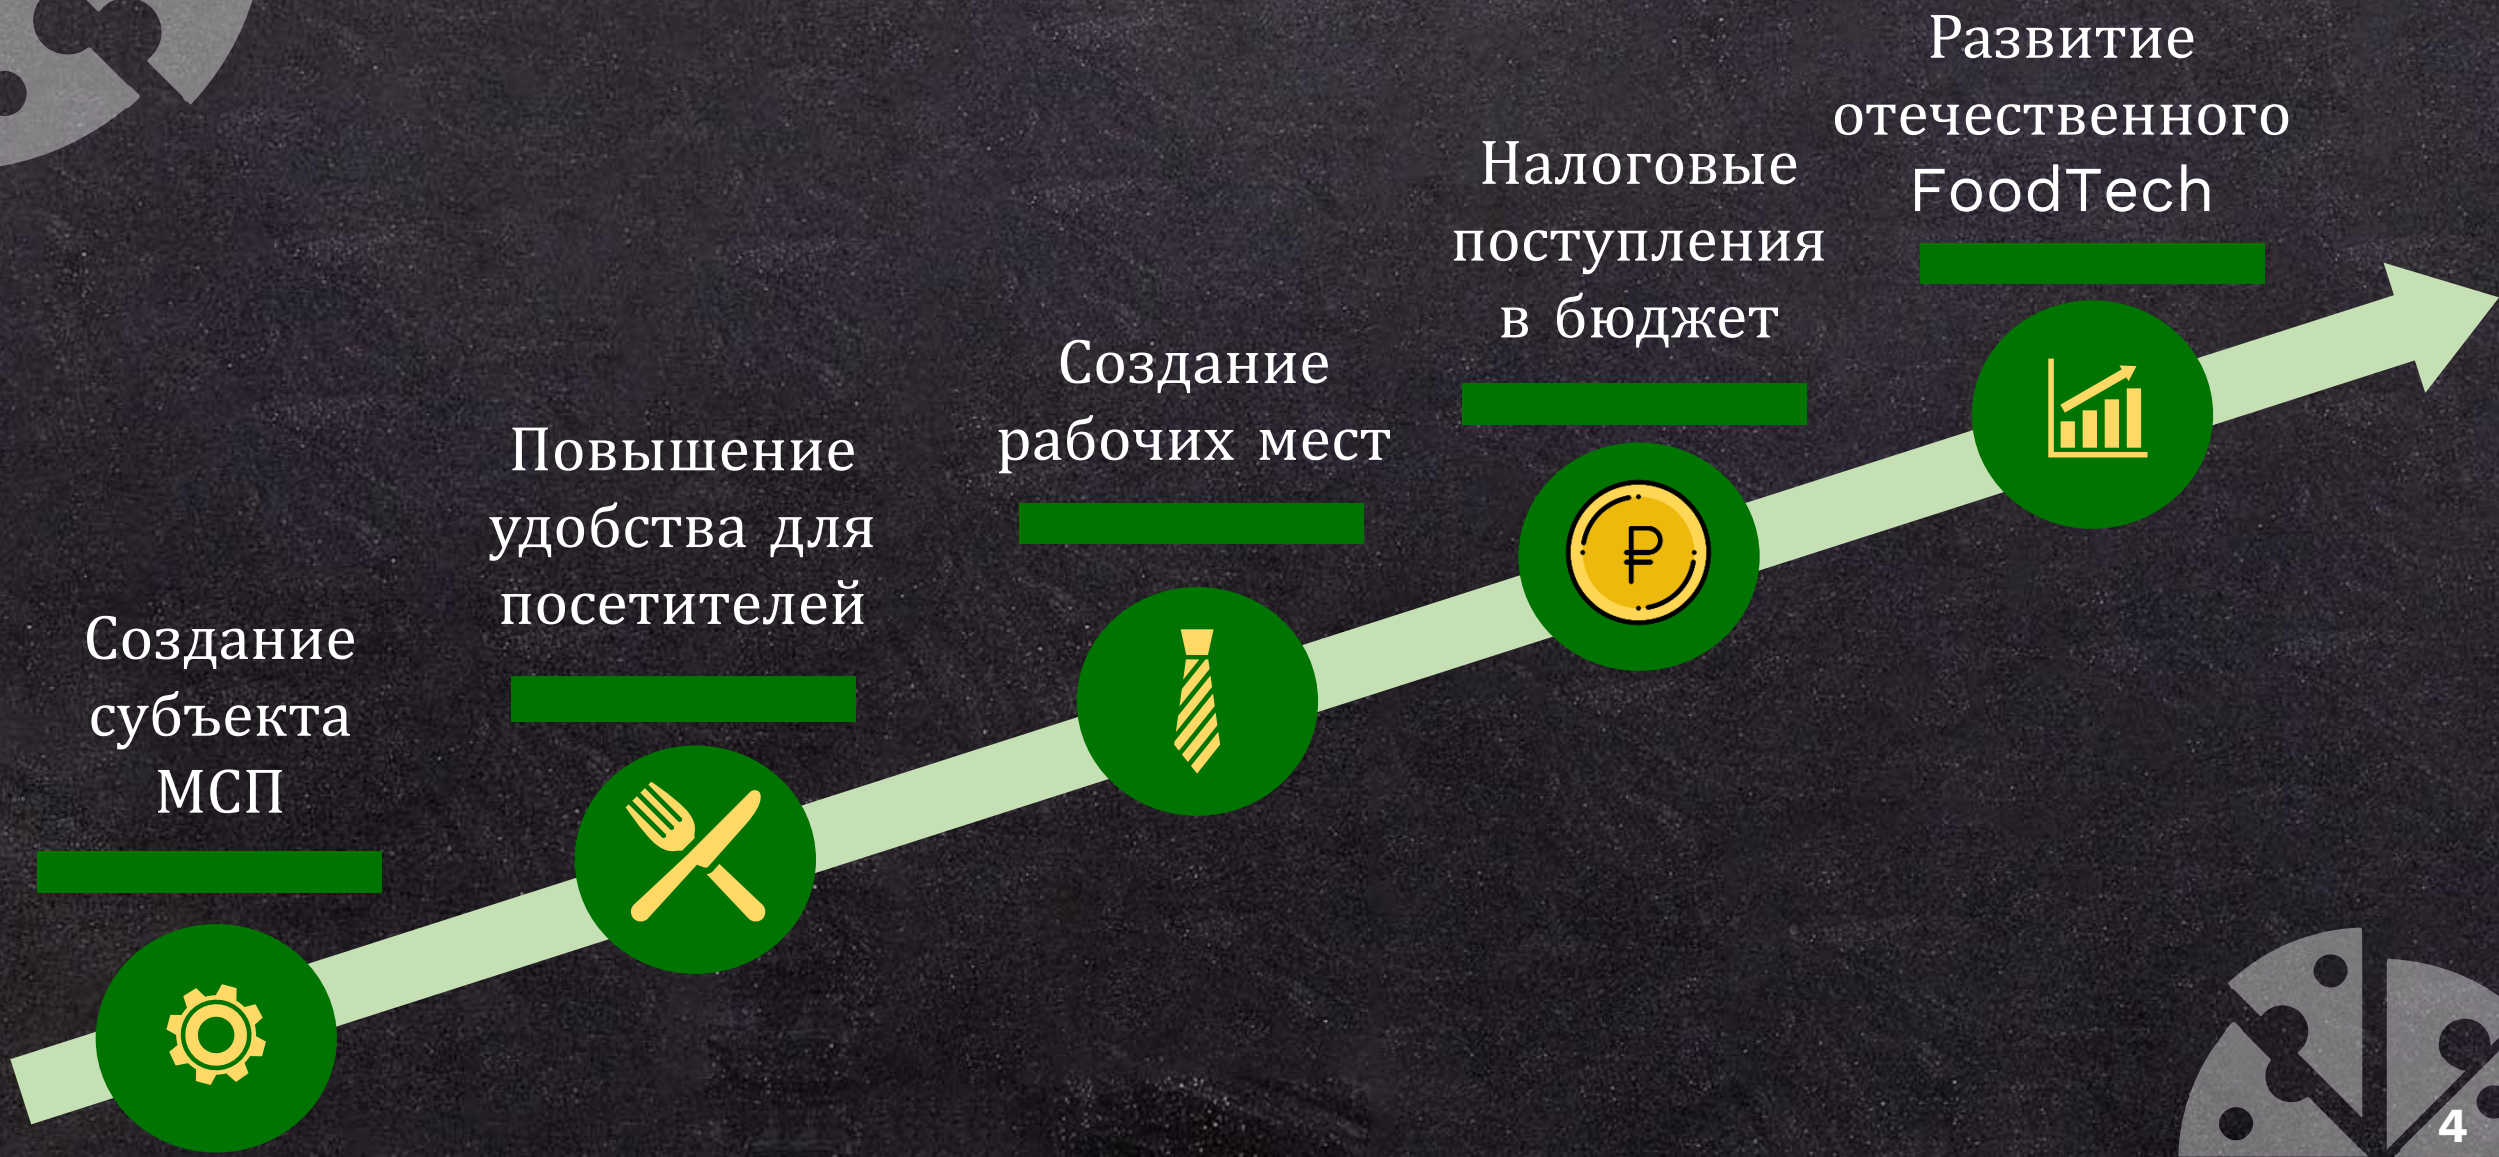 Создание
субъекта
МСП
Повышение
удобства для
посетителей
Создание
рабочих мест
Налоговые
поступления
в бюджет
Развитие
отечественного
FoodTech
4